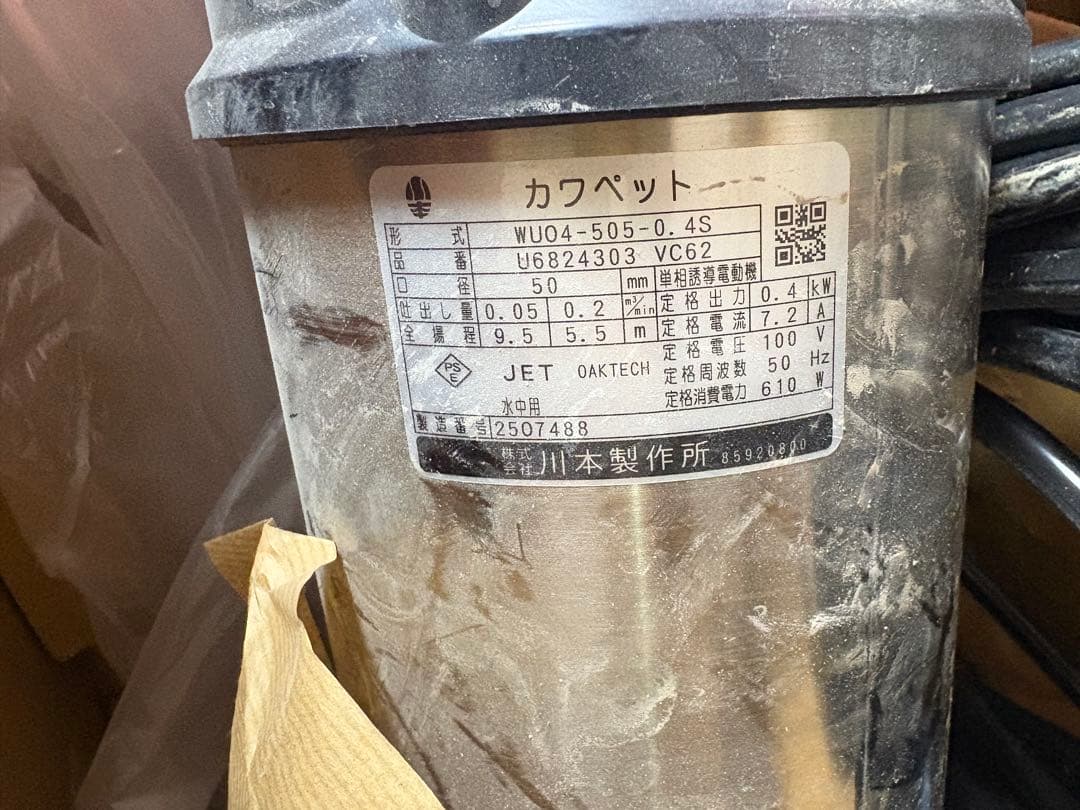 カワペット
形式 WUO4-505-0.4S
品番 U6824303 VC62
口径 50 mm 単相誘導電動機
吐出し量 0.05 0.2 m³/min 定格出力 0.4 kW
全揚程 9.5 5.5 m 定格電流 7.2 A
定格電圧 100 V
PSE JET OAKTECH 定格周波数 50 Hz
水中用 定格消費電力 610 W
製造番号 2507488
株式会社 川本製作所 85920800